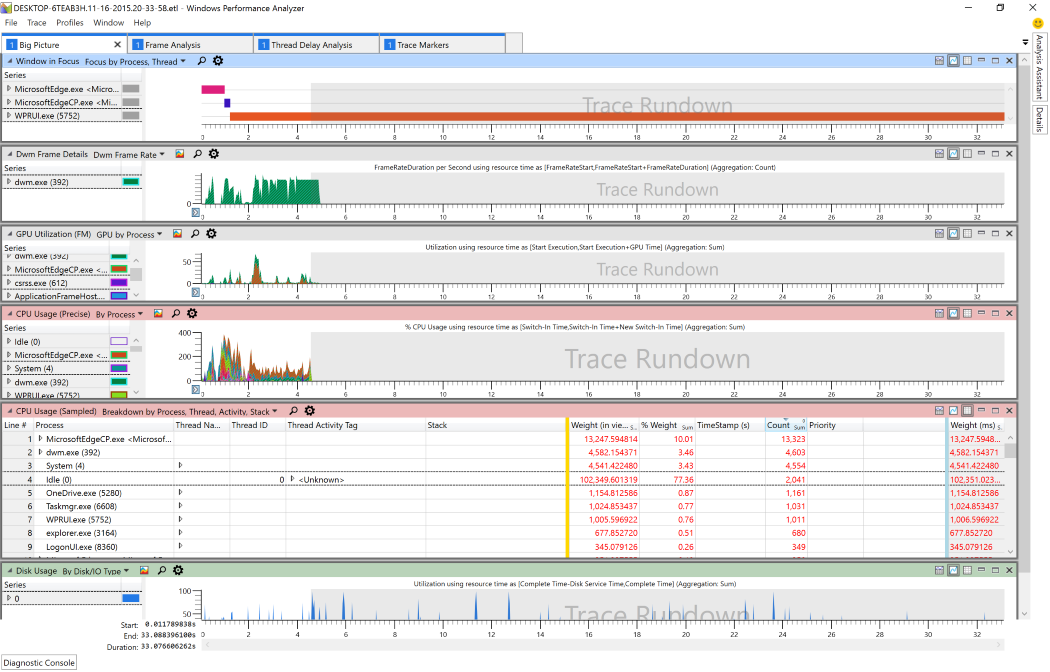 DESKTOP-6TEAB3H.11-16-2015.20-33-58.etl - Windows Performance Analyzer
File Trace Profiles Window Help
1 Big Picture 1 Frame Analysis 1 Thread Delay Analysis 1 Trace Markers
Analysis Assistant
Details
Window in Focus Focus by Process, Thread
Series
MicrosoftEdge.exe <Micro...
MicrosoftEdgeCP.exe <Mi...
WPRUI.exe (5752)
Trace Rundown
0 2 4 6 8 10 12 14 16 18 20 22 24 26 28 30 32
Dwm Frame Details Dwm Frame Rate
FrameRateDuration per Second using resource time as [FrameRateStart,FrameRateStart+FrameRateDuration] (Aggregation: Count)
Series
dwm.exe (392)
Trace Rundown
0
0 2 4 6 8 10 12 14 16 18 20 22 24 26 28 30 32
GPU Utilization (FM) GPU by Process
Utilization using resource time as [Start Execution,Start Execution+GPU Time] (Aggregation: Sum)
Series
dwm.exe (392)
MicrosoftEdgeCP.exe <...
csrss.exe (612)
ApplicationFrameHost....
50
0
Trace Rundown
0 2 4 6 8 10 12 14 16 18 20 22 24 26 28 30 32
CPU Usage (Precise) By Process
% CPU Usage using resource time as [Switch-In Time,Switch-In Time+New Switch-In Time] (Aggregation: Sum)
Series
Idle (0)
MicrosoftEdgeCP.exe <...
System (4)
dwm.exe (392)
WPRUI.exe (5752)
400
200
0
Trace Rundown
0 2 4 6 8 10 12 14 16 18 20 22 24 26 28 30 32
CPU Usage (Sampled) Breakdown by Process, Thread, Activity, Stack
Line # Process Thread Na... Thread ID Thread Activity Tag Stack Weight (in vie... S... % Weight Sum TimeStamp (s) Count Sum Priority Weight (ms) S...
1 MicrosoftEdgeCP.exe <Microsof... 13,247.594814 10.01 13,323 13,247.5948...
2 dwm.exe (392) 4,582.154371 3.46 4,603 4,582.154371
3 System (4) 4,541.422480 3.43 4,554 4,541.422480
4 Idle (0) 0 <Unknown> 102,349.601319 77.36 2,041 102,351.023...
5 OneDrive.exe (5280) 1,154.812586 0.87 1,161 1,154.812586
6 Taskmgr.exe (6608) 1,024.853437 0.77 1,031 1,024.853437
7 WPRUI.exe (5752) 1,005.596922 0.76 1,011 1,006.596922
8 explorer.exe (3164) 677.852720 0.51 680 677.852720
9 LogonUI.exe (8360) 345.079126 0.26 349 345.079126
Disk Usage By Disk/IO Type
Utilization using resource time as [Complete Time-Disk Service Time,Complete Time] (Aggregation: Sum)
Series
0
100
50
Trace Rundown
0 2 4 6 8 10 12 14 16 18 20 22 24 26 28 30 32
Start: 0.011789838s
End: 33.088396100s
Duration: 33.076606262s
Diagnostic Console